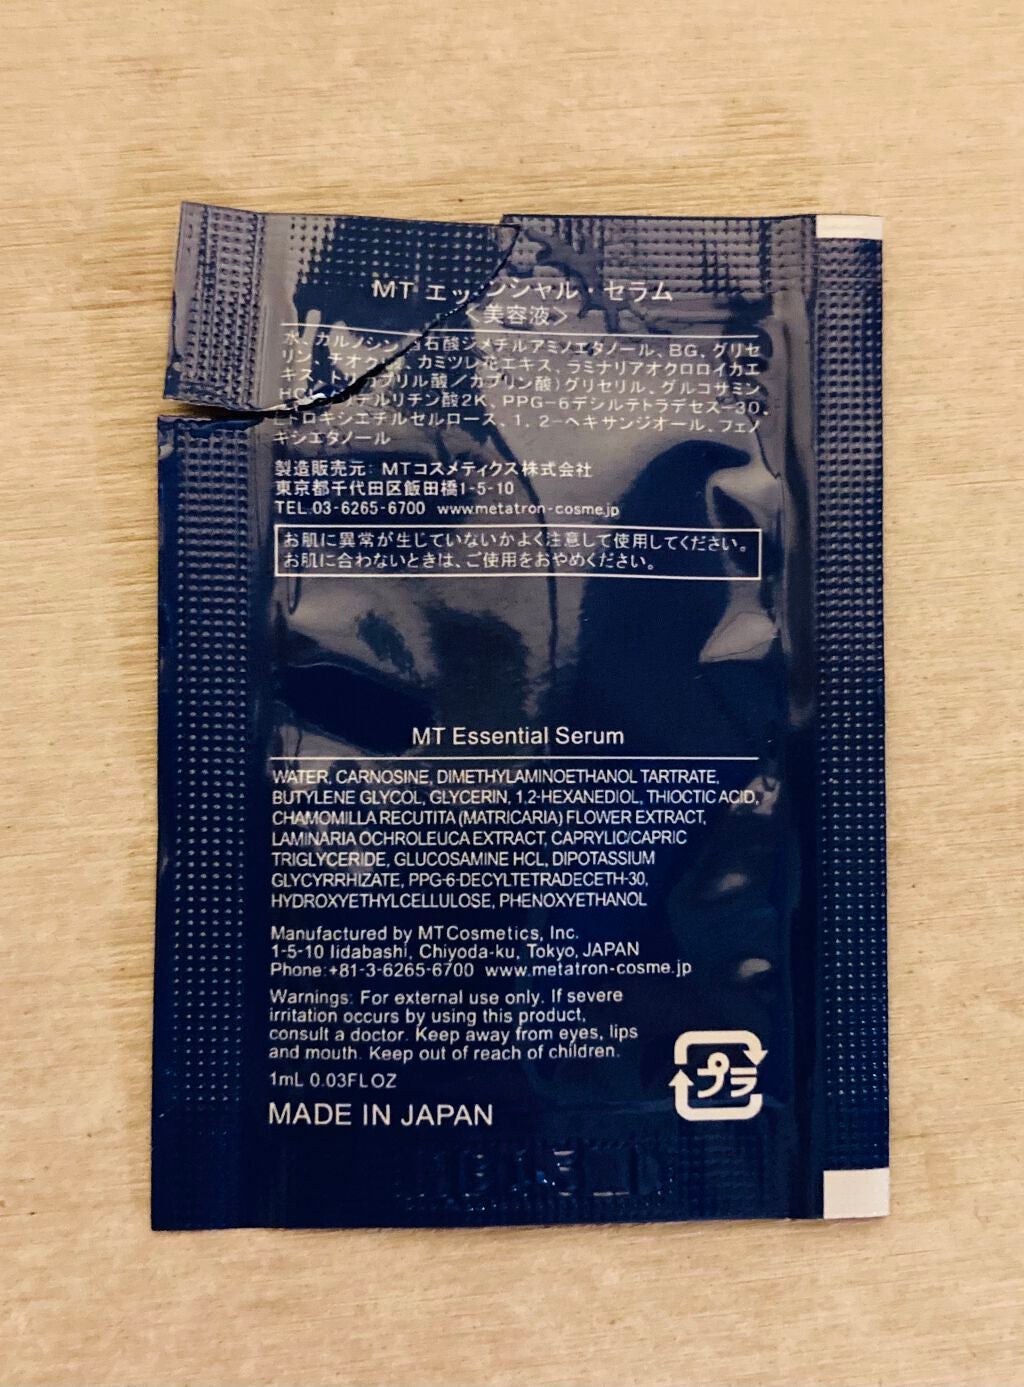 MT エッ ンシャル・セラム
＜美容液＞
水、カルノシン、 石酸ジメチルアミノエタノール、BG、グリセ
リン、チオク 、カミツレ花エキス、ラミナリアオクロロイカエ
キス、トリ(カプリル酸／カプリン酸)グリセリル、グルコサミン
HC チルリチン酸2K、PPG-6デシルテトラデセス-30、
ヒドロキシエチルセルロース、1，2-ヘキサンジオール、フェノ
キシエタノール
製造販売元：MTコスメティクス株式会社
東京都千代田区飯田橋1-5-10
TEL.03-6265-6700 www.metatron-cosme.jp
お肌に異常が生じていないかよく注意して使用してください。
お肌に合わないときは、ご使用をおやめください。
MT Essential Serum
WATER, CARNOSINE, DIMETHYLAMINOETHANOL TARTRATE,
BUTYLENE GLYCOL, GLYCERIN, 1.2-HEXANEDIOL, THIOCTIC ACID,
CHAMOMILLA RECUTITA (MATRICARIA) FLOWER EXTRACT,
LAMINARIA OCHROLEUCA EXTRACT, CAPRYLIC/CAPRIC
TRIGLYCERIDE, GLUCOSAMINE HCL, DIPOTASSIUM
GLYCYRRHIZATE, PPG-6-DECYLTETRADECETH-30,
HYDROXYETHYLCELLULOSE, PHENOXYETHANOL
Manufactured by MT Cosmetics, Inc.
1-5-10 Iidabashi, Chiyoda-ku, Tokyo, JAPAN
Phone:+81-3-6265-6700 www.metatron-cosme.jp
Warnings: For external use only. If severe
irritation occurs by using this product,
consult a doctor. Keep away from eyes, lips
and mouth. Keep out of reach of children.
1mL 0.03FL OZ
プラ
MADE IN JAPAN